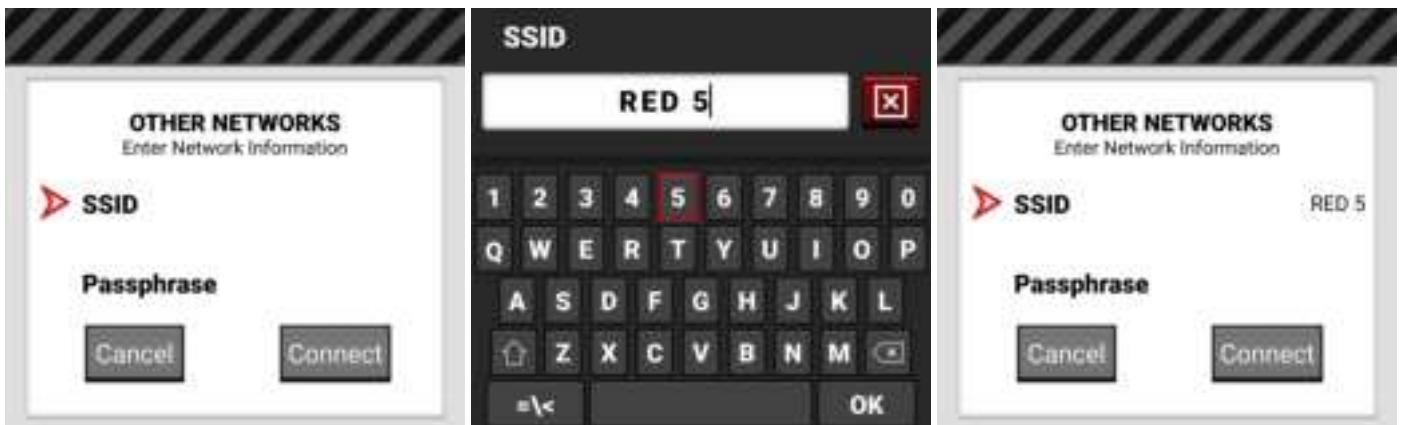 OTHER NETWORKS
Enter Network Information
SSID
Passphrase
Cancel Connect
SSID
RED 5
1 2 3 4 5 6 7 8 9 0
Q W E R T Y U I O P
A S D F G H J K L
Z X C V B N M
=\< OK
OTHER NETWORKS
Enter Network Information
SSID RED 5
Passphrase
Cancel Connect